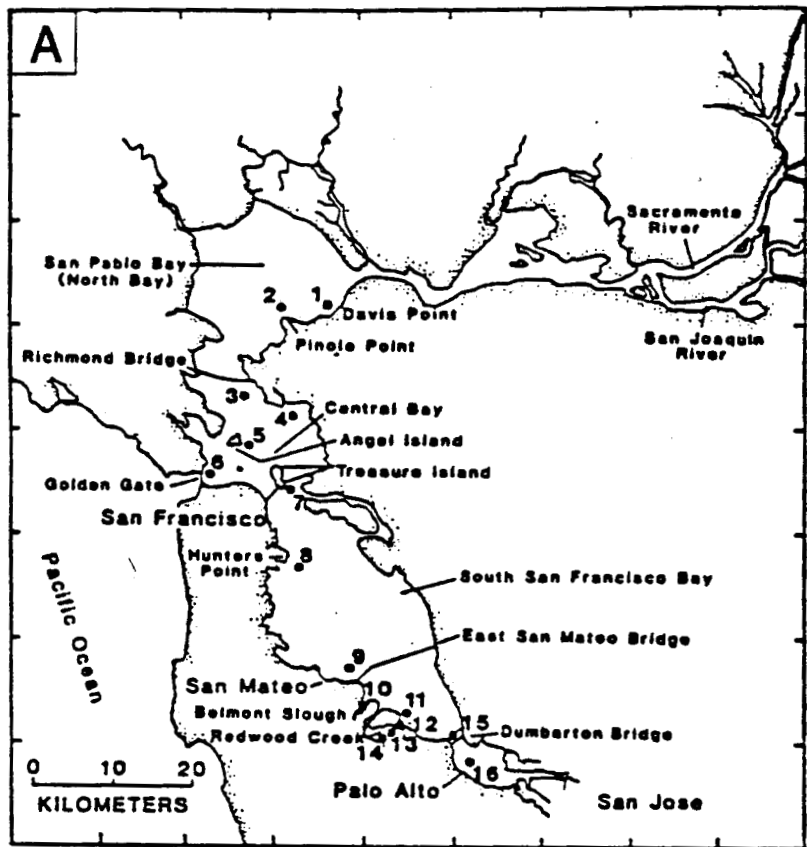 A
Sacramento
River
San Pablo Bay
(North Bay)
2
1
Davis Point
Pinole Point
San Joaquin
River
Richmond Bridge
3
4
Central Bay
5
Angel Island
6
Treasure Island
Golden Gate
San Francisco
Hunters
Point
8
South San Francisco Bay
Pacific Ocean
9
East San Mateo Bridge
San Mateo
10
11
Belmont Slough
12
15
Dumbarton Bridge
Redwood Creek
14
13
16
0 10 20
KILOMETERS
Palo Alto
San Jose